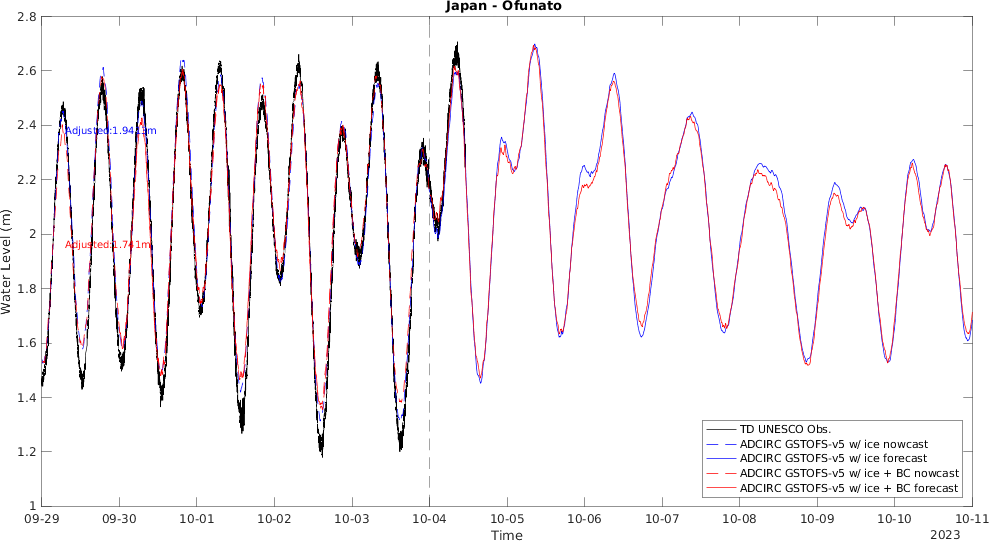 Japan - Ofunato
2.8
2.6
2.4
2.2
2
1.8
1.6
1.4
1.2
1
Water Level (m)
Adjusted:1.741m
09-29 09-30 10-01 10-02 10-03 10-04 10-05 10-06 10-07 10-08 10-09 10-10 10-11
Time
2023
TD UNESCO Obs.
ADCIRC GSTOFS-v5 w/ ice nowcast
ADCIRC GSTOFS-v5 w/ ice forecast
ADCIRC GSTOFS-v5 w/ ice + BC nowcast
ADCIRC GSTOFS-v5 w/ ice + BC forecast